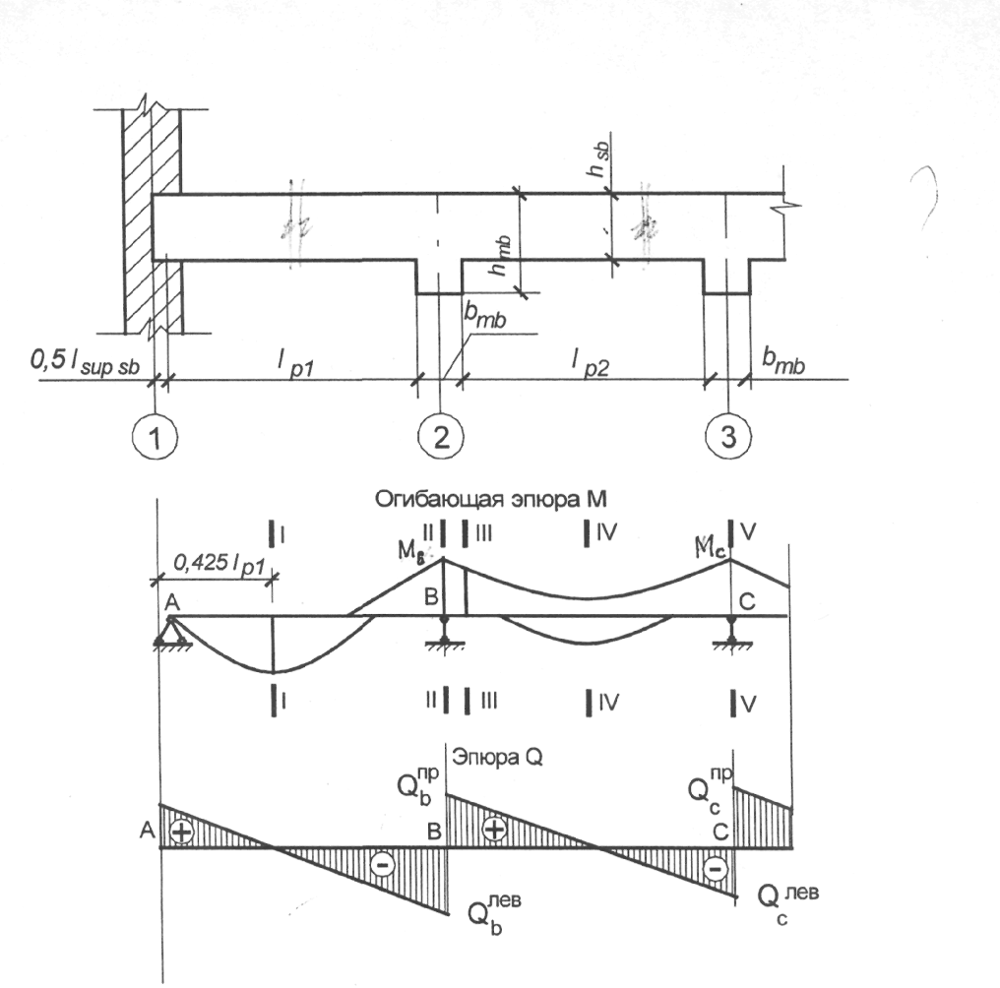 h sb
h mb
b mb
0,5 l sup sb
l p1
l p2
b mb
1
2
3
Огибающая эпюра М
I
II
III
IV
V
М в
М с
0,425 l p1
A
B
C
I
II
III
IV
V
Эпюра Q
Q b пр
Q c пр
A
+
B
+
C
-
-
Q b лев
Q c лев